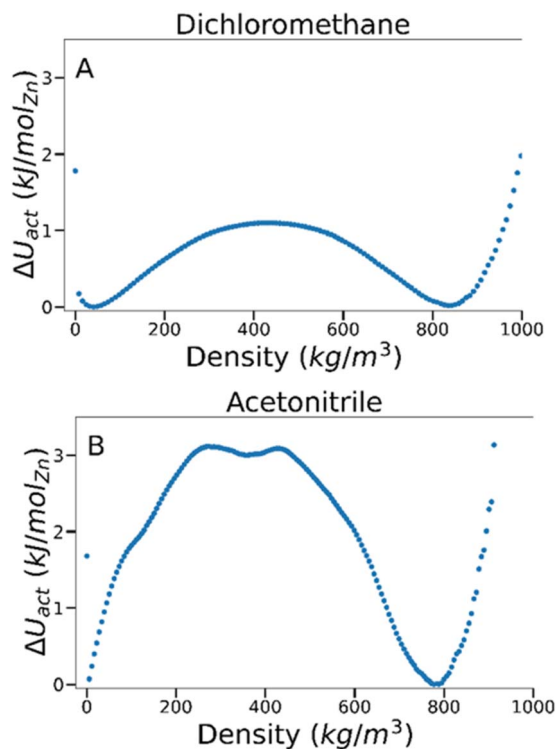 Dichloromethane
A
ΔU_act (kJ/mol_Zn)
3
2
1
0
0 200 400 600 800 1000
Density (kg/m³)
Acetonitrile
B
ΔU_act (kJ/mol_Zn)
3
2
1
0
0 200 400 600 800 1000
Density (kg/m³)